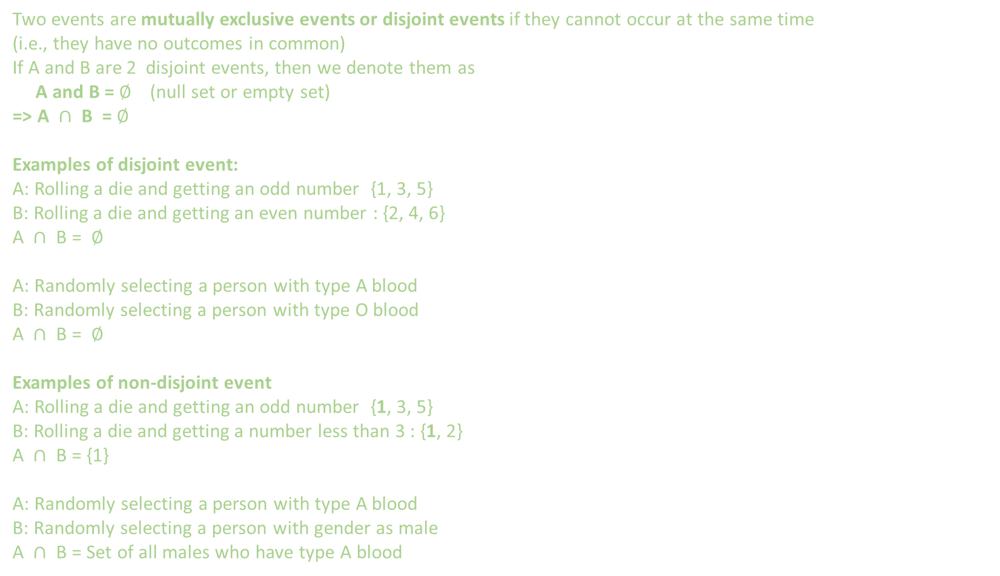 Two events are mutually exclusive events or disjoint events if they cannot occur at the same time
(i.e., they have no outcomes in common)
If A and B are 2 disjoint events, then we denote them as
A and B = ∅ (null set or empty set)
=> A ∩ B = ∅
Examples of disjoint event:
A: Rolling a die and getting an odd number {1, 3, 5}
B: Rolling a die and getting an even number : {2, 4, 6}
A ∩ B = ∅
A: Randomly selecting a person with type A blood
B: Randomly selecting a person with type O blood
A ∩ B = ∅
Examples of non-disjoint event
A: Rolling a die and getting an odd number {1, 3, 5}
B: Rolling a die and getting a number less than 3 : {1, 2}
A ∩ B = {1}
A: Randomly selecting a person with type A blood
B: Randomly selecting a person with gender as male
A ∩ B = Set of all males who have type A blood